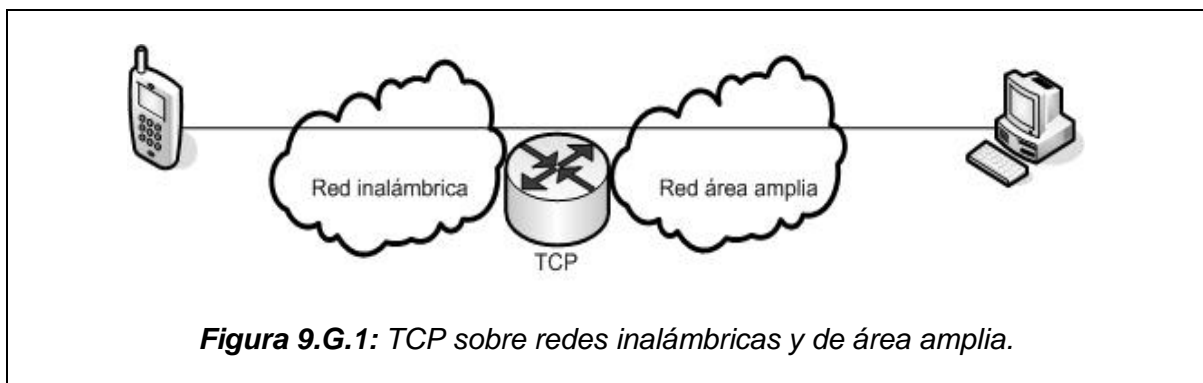 Red inalámbrica
Red área amplia
TCP
Figura 9.G.1: TCP sobre redes inalámbricas y de área amplia.